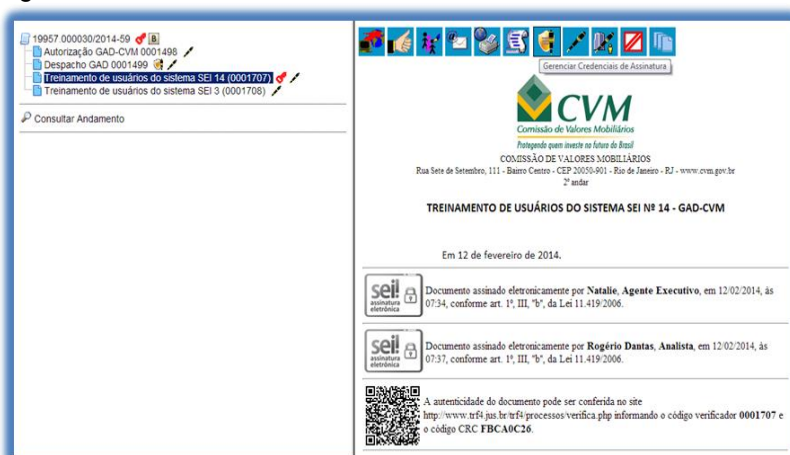 19957.000030/2014-59
Autorização GAD-CVM 0001498
Despacho GAD 0001499
Treinamento de usuários do sistema SEI 14 (0001707)
Treinamento de usuários do sistema SEI 3 (0001708)
Consultar Andamento
Gerenciar Credenciais de Assinatura
CVM
Comissão de Valores Mobiliários
Protegendo quem investe no futuro do Brasil
COMISSÃO DE VALORES MOBILIÁRIOS
Rua Sete de Setembro, 111 - Bairro Centro - CEP 20050-901 - Rio de Janeiro - RJ - www.cvm.gov.br
2º andar
TREINAMENTO DE USUÁRIOS DO SISTEMA SEI Nº 14 - GAD-CVM
Em 12 de fevereiro de 2014.
sei!
assinatura
eletrônica
Documento assinado eletronicamente por Natalie, Agente Executivo, em 12/02/2014, às
07:34, conforme art. 1º, III, "b", da Lei 11.419/2006.
sei!
assinatura
eletrônica
Documento assinado eletronicamente por Rogério Dantas, Analista, em 12/02/2014, às
07:37, conforme art. 1º, III, "b", da Lei 11.419/2006.
A autenticidade do documento pode ser conferida no site
http://www.trf4.jus.br/trf4/processos/verifica.php informando o código verificador 0001707 e
o código CRC FBCA0C26.